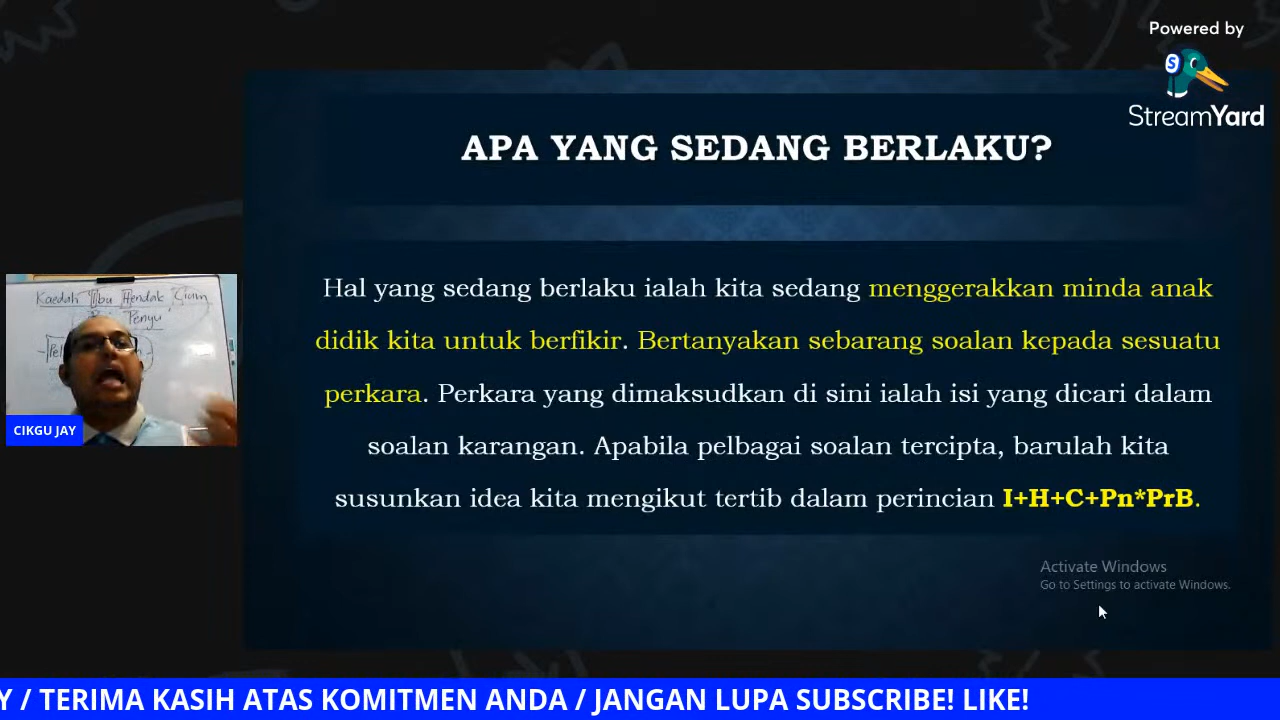 Powered by
StreamYard
APA YANG SEDANG BERLAKU?
Hal yang sedang berlaku ialah kita sedang menggerakkan minda anak
didik kita untuk berfikir. Bertanyakan sebarang soalan kepada sesuatu
perkara. Perkara yang dimaksudkan di sini ialah isi yang dicari dalam
soalan karangan. Apabila pelbagai soalan tercipta, barulah kita
susunkan idea kita mengikut tertib dalam perincian I+H+C+Pn*PrB.
Kaedah Ibu Hendak Cium
Penyu
CIKGU JAY
Activate Windows
Go to Settings to activate Windows.
Y / TERIMA KASIH ATAS KOMITMEN ANDA / JANGAN LUPA SUBSCRIBE! LIKE!